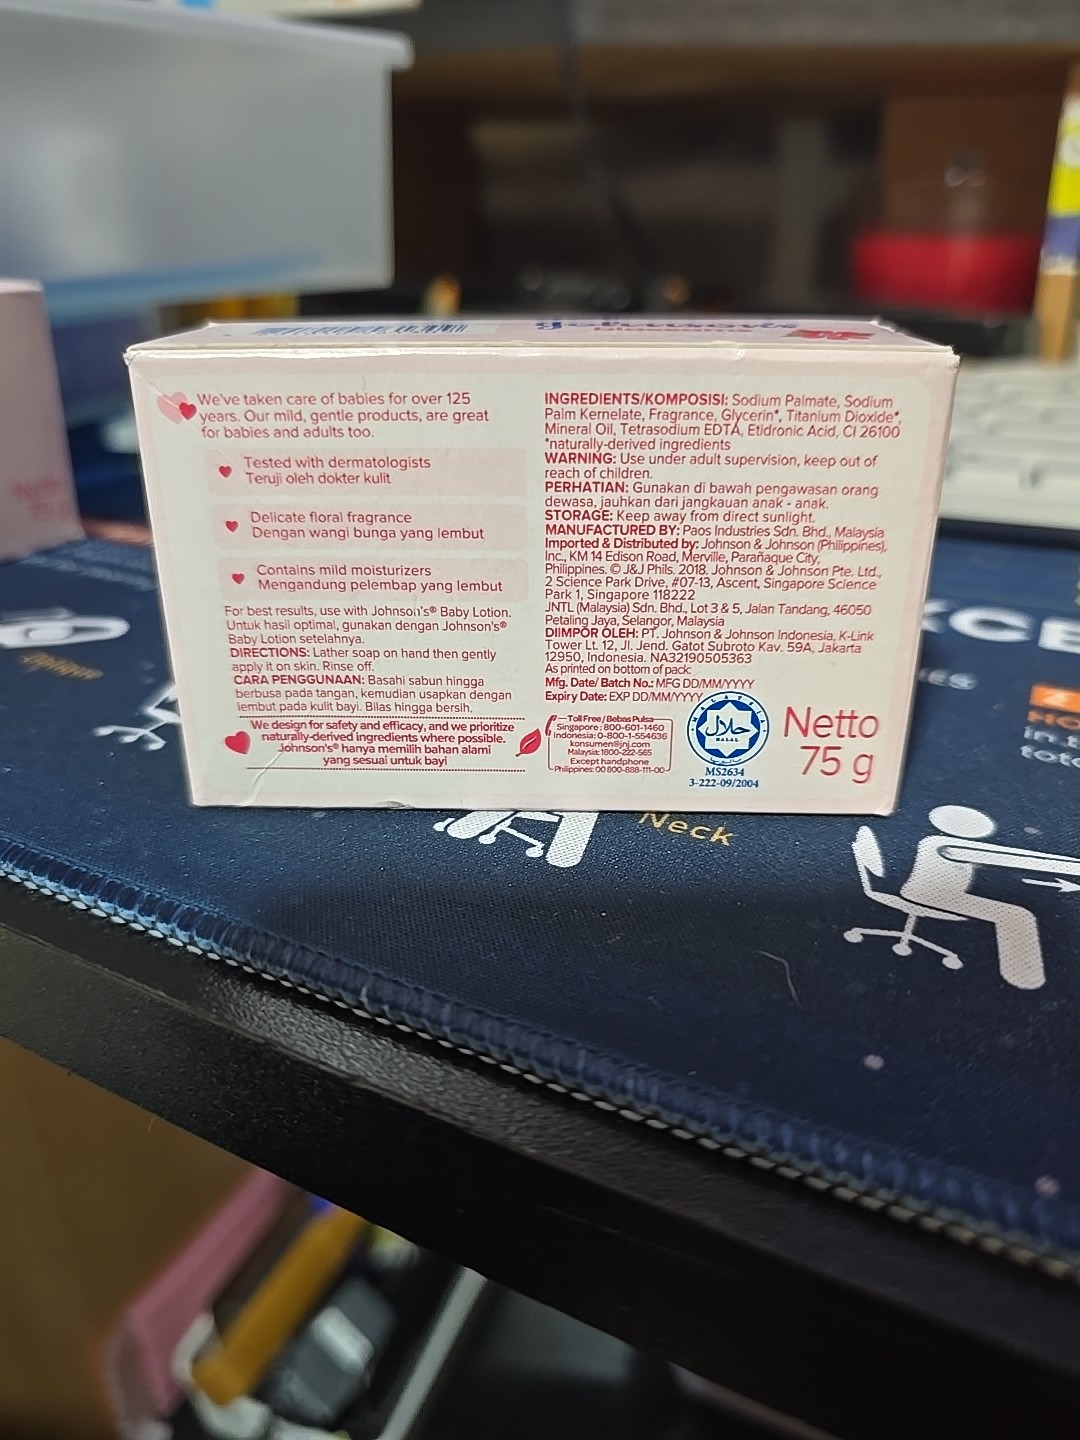 We've taken care of babies for over 125
years. Our mild, gentle products, are great
for babies and adults too.
Tested with dermatologists
Teruji oleh dokter kulit
Delicate floral fragrance
Dengan wangi bunga yang lembut
Contains mild moisturizers
Mengandung pelembap yang lembut
For best results, use with Johnson's® Baby Lotion.
Untuk hasil optimal, gunakan dengan Johnson's®
Baby Lotion setelahnya.
DIRECTIONS: Lather soap on hand then gently
apply it on skin. Rinse off.
CARA PENGGUNAAN: Basahi sabun hingga
berbusa pada tangan, kemudian usapkan dengan
lembut pada kulit bayi. Bilas hingga bersih.
We design for safety and efficacy, and we prioritize
naturally-derived ingredients where possible.
Johnson's® hanya memilih bahan alami
yang sesuai untuk bayi
INGREDIENTS/KOMPOSISI: Sodium Palmate, Sodium
Palm Kernelate, Fragrance, Glycerin*, Titanium Dioxide*,
Mineral Oil, Tetrasodium EDTA, Etidronic Acid, CI 26100
*naturally-derived ingredients
WARNING: Use under adult supervision, keep out of
reach of children.
PERHATIAN: Gunakan di bawah pengawasan orang
dewasa, jauhkan dari jangkauan anak - anak.
STORAGE: Keep away from direct sunlight.
MANUFACTURED BY: Paos Industries Sdn. Bhd., Malaysia
Imported & Distributed by: Johnson & Johnson (Philippines),
Inc., KM 14 Edison Road, Merville, Parañaque City,
Philippines. © J&J Phils. 2018. Johnson & Johnson Pte. Ltd.,
2 Science Park Drive, #07-13, Ascent, Singapore Science
Park 1, Singapore 118222
JNTL (Malaysia) Sdn. Bhd., Lot 3 & 5, Jalan Tandang, 46050
Petaling Jaya, Selangor, Malaysia
DIIMPOR OLEH: PT. Johnson & Johnson Indonesia, K-Link
Tower Lt. 12, Jl. Jend. Gatot Subroto Kav. 59A, Jakarta
12950, Indonesia. NA32190505363
As printed on bottom of pack:
Mfg. Date/ Batch No.: MFG DD/MM/YYYY
Expiry Date: EXP DD/MM/YYYY
Toll Free / Bebas Pulsa
Singapore : 800-601-1460
Indonesia: 0-800-1-554636
konsumen@jnj.com
Malaysia: 1800-222-565
Except handphone
Philippines: 00 800-888-111-00
MALAYSIA
حلال
HALAL
MS2634
3-222-09/2004
Netto
75 g
Neck